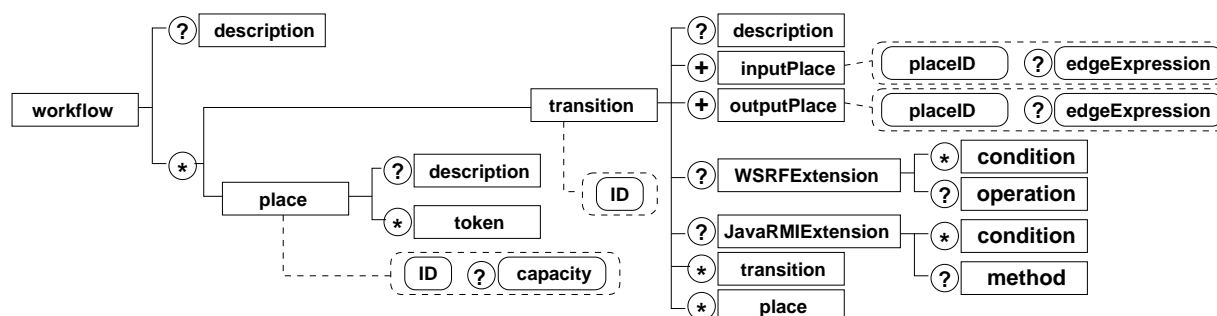 ? description
workflow
*
transition
ID
place
? description
* token
ID ? capacity
? description
+ inputPlace
placeID ? edgeExpression
+ outputPlace
placeID ? edgeExpression
? WSRFExtension
* condition
? operation
? JavaRMIExtension
* condition
? method
* transition
* place